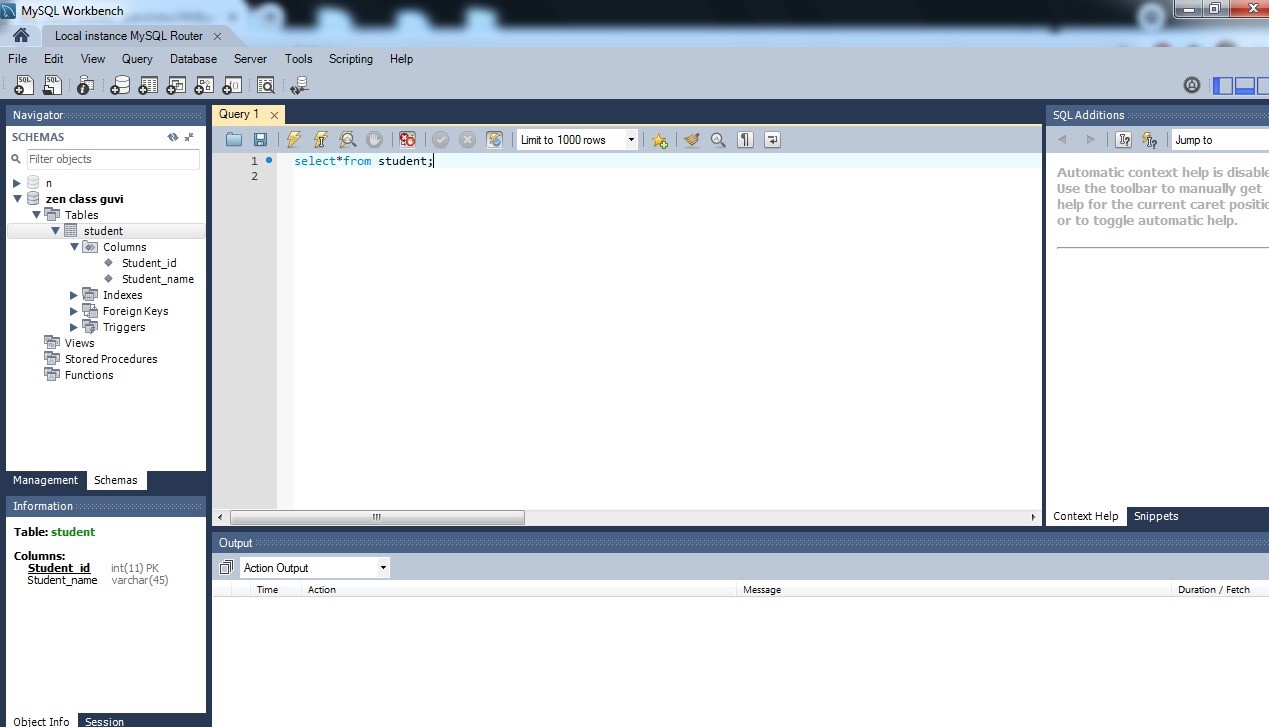 MySQL Workbench
Local instance MySQL Router
File Edit View Query Database Server Tools Scripting Help
Navigator
SCHEMAS
Filter objects
n
zen class guvi
Tables
student
Columns
Student_id
Student_name
Indexes
Foreign Keys
Triggers
Views
Stored Procedures
Functions
Management Schemas
Information
Table: student
Columns:
Student_id int(11) PK
Student_name varchar(45)
Object Info Session
Query 1
Limit to 1000 rows
1 select*from student;
2
Output
Action Output
Time Action Message Duration / Fetch
SQL Additions
Jump to
Automatic context help is disable
Use the toolbar to manually get
help for the current caret positio
or to toggle automatic help.
Context Help Snippets